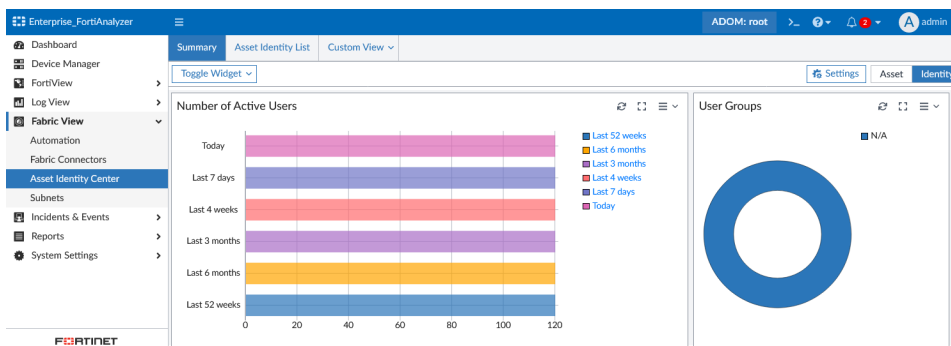 Enterprise_FortiAnalyzer
ADOM: root
>_
?
2
A admin
Dashboard
Device Manager
FortiView
Log View
Fabric View
Automation
Fabric Connectors
Asset Identity Center
Subnets
Incidents & Events
Reports
System Settings
FORTINET
Summary
Asset Identity List
Custom View
Toggle Widget
Settings
Asset
Identity
Number of Active Users
Today
Last 7 days
Last 4 weeks
Last 3 months
Last 6 months
Last 52 weeks
0 20 40 60 80 100 120
Last 52 weeks
Last 6 months
Last 3 months
Last 4 weeks
Last 7 days
Today
User Groups
N/A